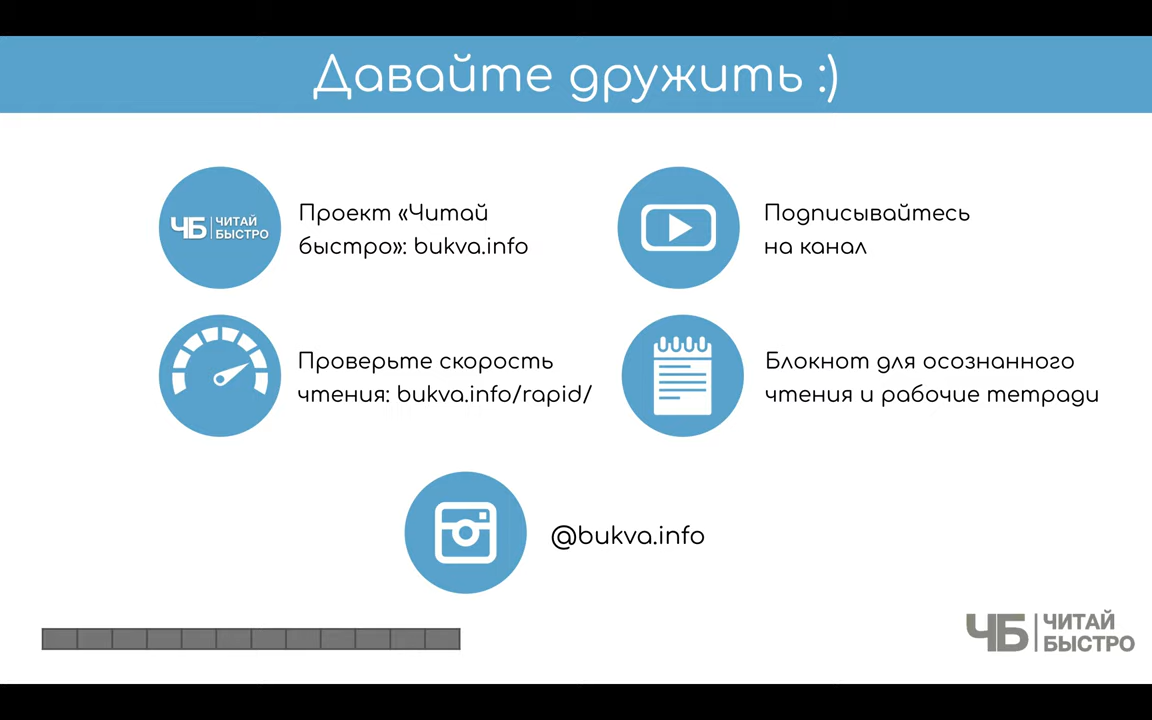 Давайте дружить :)
ЧБ ЧИТАЙ
БЫСТРО
Проект «Читай
быстро»: bukva.info
Подписывайтесь
на канал
Проверьте скорость
чтения: bukva.info/rapid/
Блокнот для осознанного
чтения и рабочие тетради
@bukva.info
ЧБ ЧИТАЙ
БЫСТРО